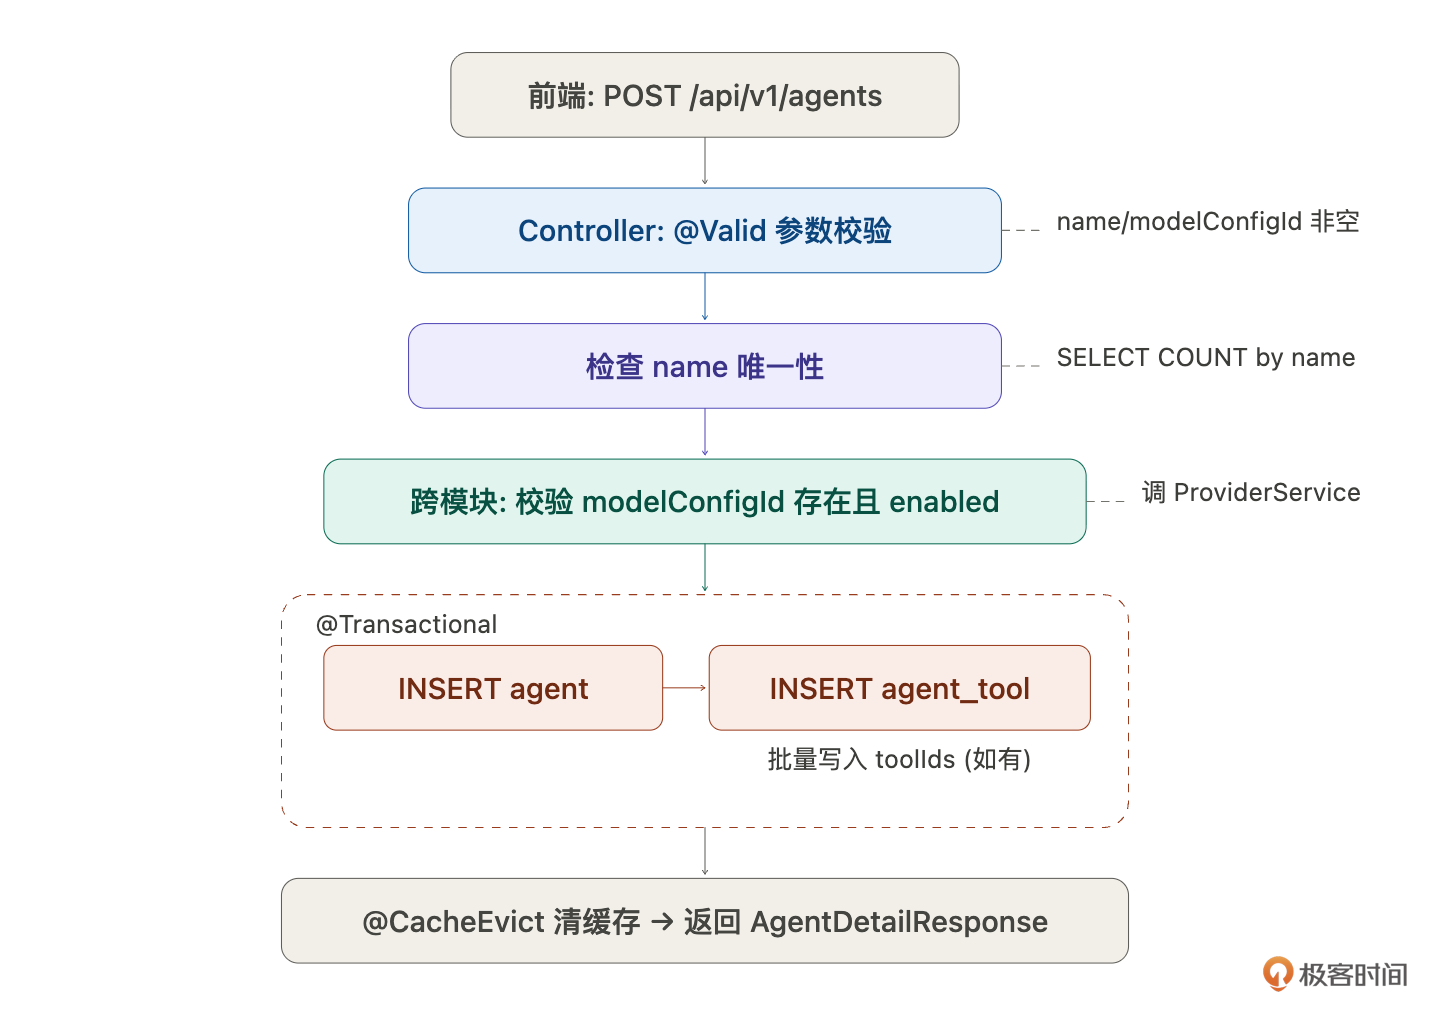 前端: POST /api/v1/agents
Controller: @Valid 参数校验
name/modelConfigId 非空
检查 name 唯一性
SELECT COUNT by name
跨模块: 校验 modelConfigId 存在且 enabled
调 ProviderService
@Transactional
INSERT agent
INSERT agent_tool
批量写入 toolIds (如有)
@CacheEvict 清缓存 → 返回 AgentDetailResponse
极客时间